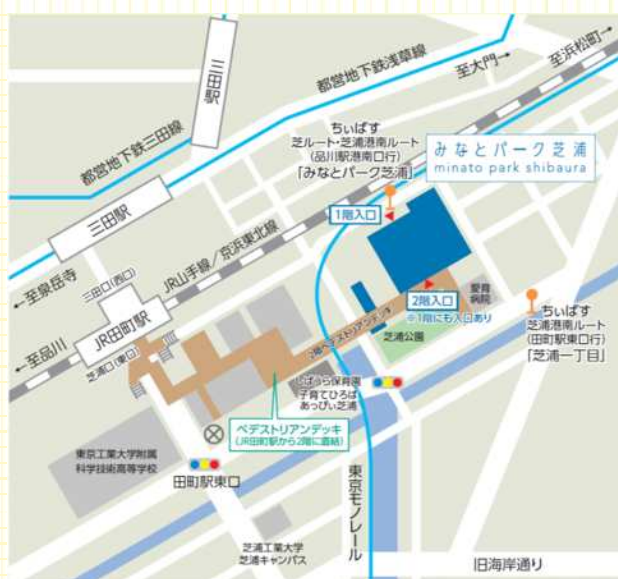 三田駅
都営地下鉄浅草線
至大門→
至浜松町→
ちぃばす
芝ルート・芝浦港南ルート
(品川駅港南口行)
「みなとパーク芝浦」
みなとパーク芝浦
minato park shibaura
都営地下鉄三田線
三田駅
1階入口
JR山手線/京浜東北線
←至泉岳寺
三田口(西口)
JR田町駅
←至品川
芝浦口(東口)
2階入口
※1階にも入口あり
愛育
病院
ちぃばす
芝浦港南ルート
(田町駅東口行)
「芝浦一丁目」
2階ペデストリアンデッキ
芝浦公園
しばうら保育園
子育てひろば
あっぴぃ芝浦
ペデストリアンデッキ
(JR田町駅から2階に直結)
東京工業大学附属
科学技術高等学校
田町駅東口
東京モノレール
芝浦工業大学
芝浦キャンパス
旧海岸通り